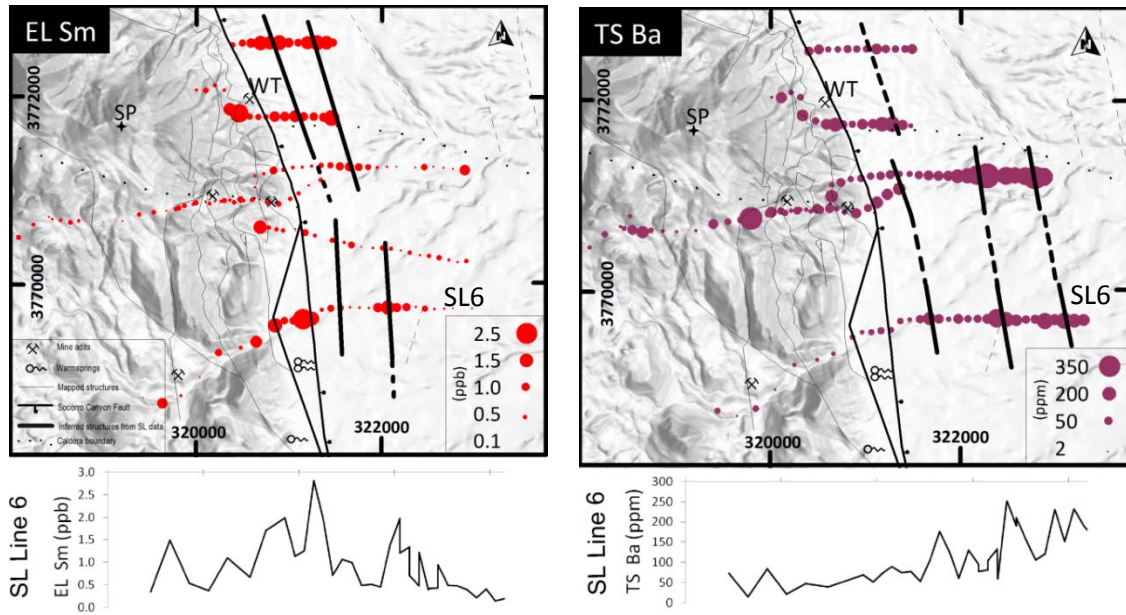 EL Sm
N
WT
SP
3772000
3770000
SL6
320000
322000
Mine adits
Warmsprings
Mapped structures
Socorro Canyon Fault
Inferred structures from SL data
Caldera boundary
(ppb)
2.5
1.5
1.0
0.5
0.1
TS Ba
N
WT
SP
3772000
3770000
SL6
320000
322000
(ppm)
350
200
50
2
SL Line 6
EL Sm (ppb)
3.0
2.5
2.0
1.5
1.0
0.5
0.0
SL Line 6
TS Ba (ppm)
300
250
200
150
100
50
0